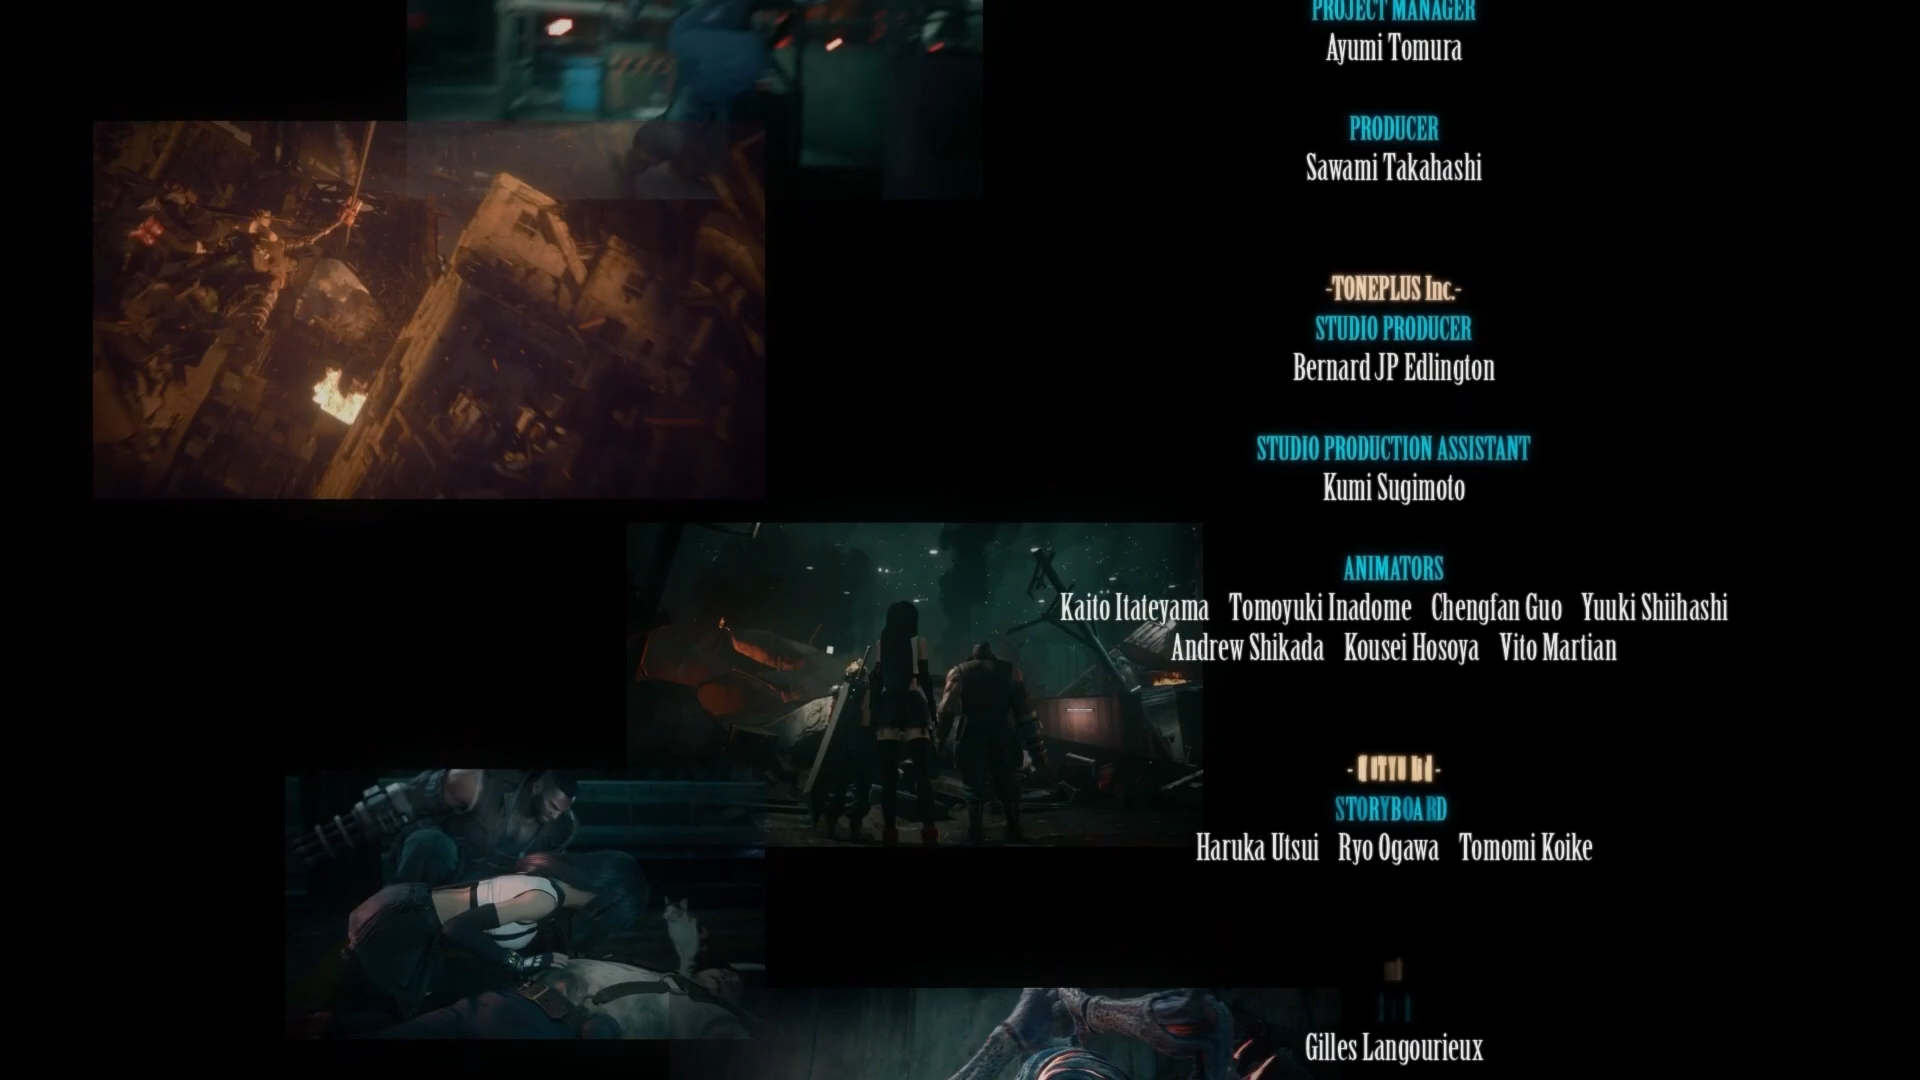 PROJECT MANAGER
Ayumi Tomura
PRODUCER
Sawami Takahashi
-TONEPLUS Inc.-
STUDIO PRODUCER
Bernard JP Edlington
STUDIO PRODUCTION ASSISTANT
Kumi Sugimoto
ANIMATORS
Kaito Itateyama Tomoyuki Inadome Chengfan Guo Yuuki Shiihashi
Andrew Shikada Kousei Hosoya Vito Martian
STORYBOARD
Haruka Utsui Ryo Ogawa Tomomi Koike
Gilles Langourieux